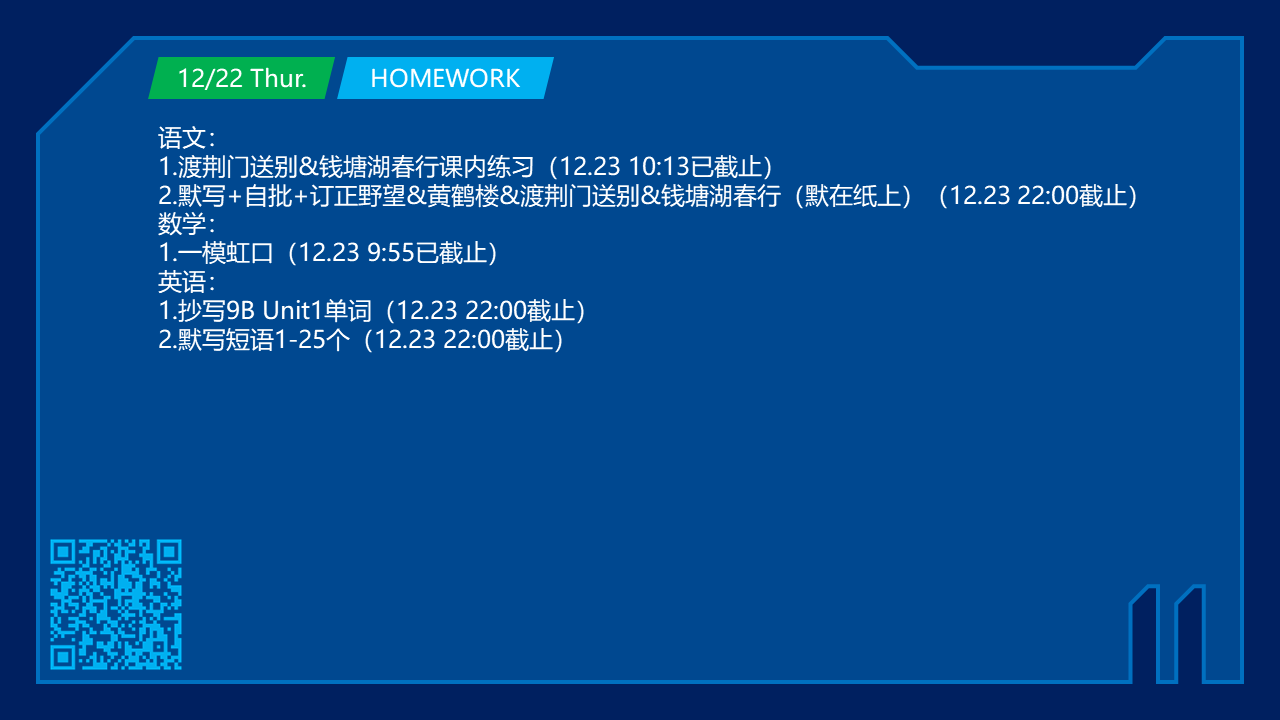 12/22 Thur. HOMEWORK
语文：
1.渡荆门送别&钱塘湖春行课内练习（12.23 10:13已截止）
2.默写+自批+订正野望&黄鹤楼&渡荆门送别&钱塘湖春行（默在纸上）（12.23 22:00截止）
数学：
1.一模虹口（12.23 9:55已截止）
英语：
1.抄写9B Unit1单词（12.23 22:00截止）
2.默写短语1-25个（12.23 22:00截止）